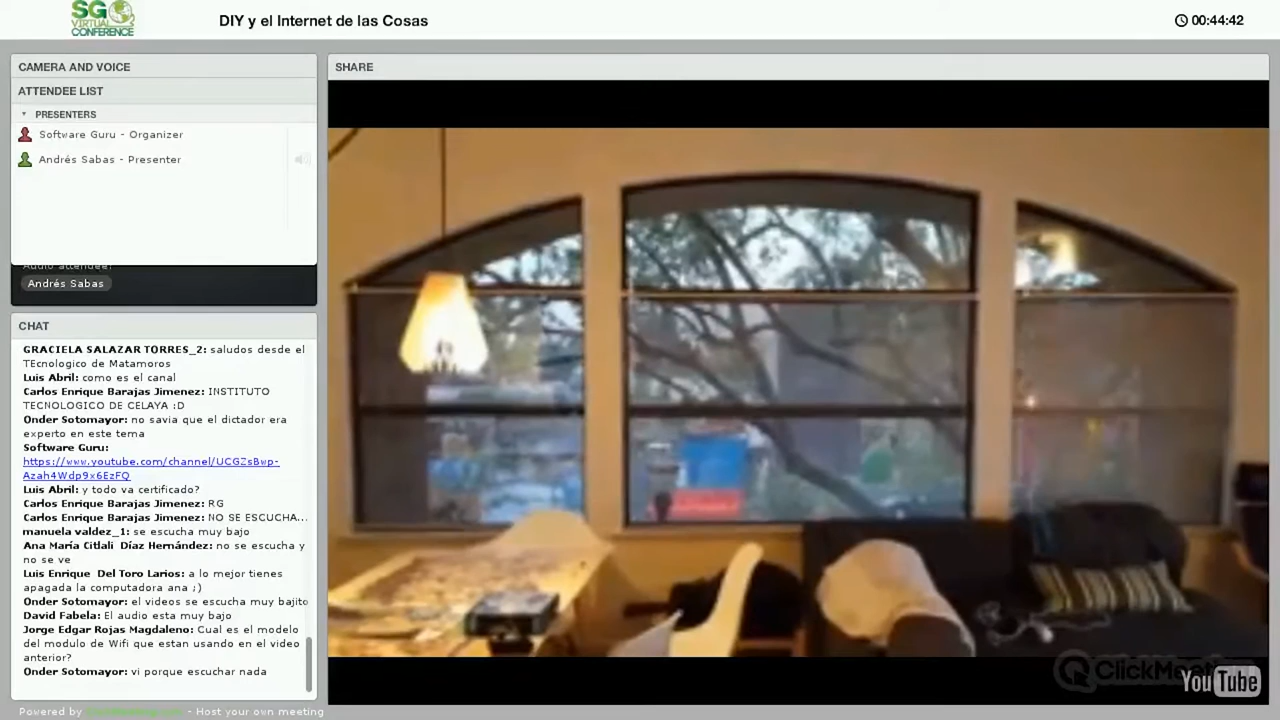 SG
VIRTUAL
CONFERENCE
DIY y el Internet de las Cosas
00:44:42
CAMERA AND VOICE
ATTENDEE LIST
PRESENTERS
Software Guru - Organizer
Andrés Sabas - Presenter
Audio attendee:
Andrés Sabas
CHAT
GRACIELA SALAZAR TORRES_2: saludos desde el
TEcnologico de Matamoros
Luis Abril: como es el canal
Carlos Enrique Barajas Jimenez: INSTITUTO
TECNOLOGICO DE CELAYA :D
Onder Sotomayor: no savia que el dictador era
experto en este tema
Software Guru:
https://www.youtube.com/channel/UCGZsBwp-
Azah4Wdp9x6EzFQ
Luis Abril: y todo va certificado?
Carlos Enrique Barajas Jimenez: RG
Carlos Enrique Barajas Jimenez: NO SE ESCUCHA...
manuela valdez_1: se escucha muy bajo
Ana María Citlali Díaz Hernández: no se escucha y
no se ve
Luis Enrique Del Toro Larios: a lo mejor tienes
apagada la computadora ana ;)
Onder Sotomayor: el videos se escucha muy bajito
David Fabela: El audio esta muy bajo
Jorge Edgar Rojas Magdaleno: Cual es el modelo
del modulo de Wifi que estan usando en el video
anterior?
Onder Sotomayor: vi porque escuchar nada
SHARE
YouTube
Powered by - Host your own meeting